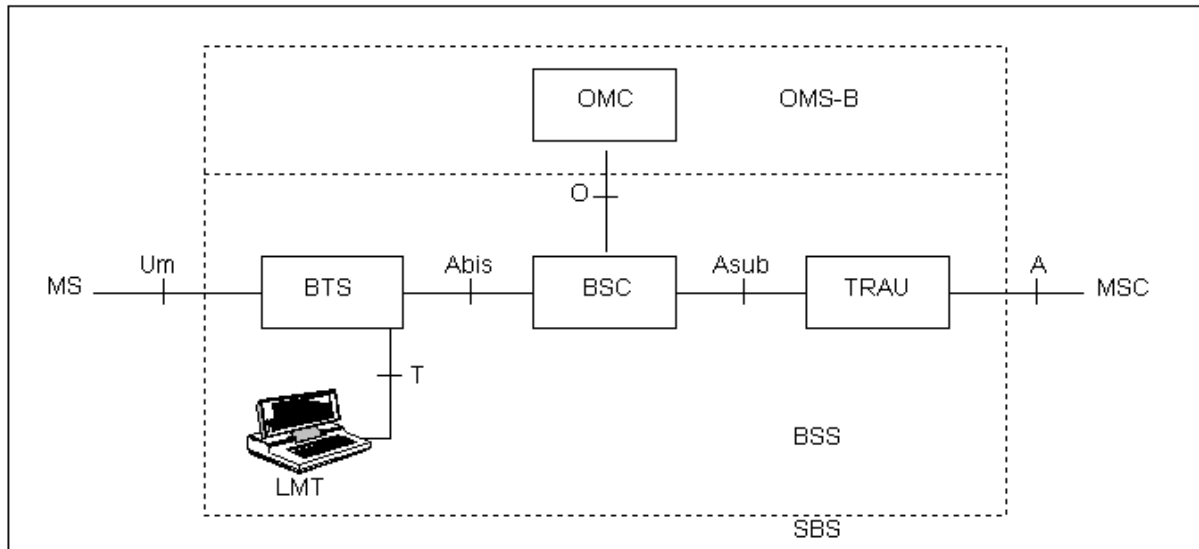 OMC
OMS-B
O
Um
Abis
Asub
A
MS
BTS
BSC
TRAU
MSC
T
BSS
LMT
SBS